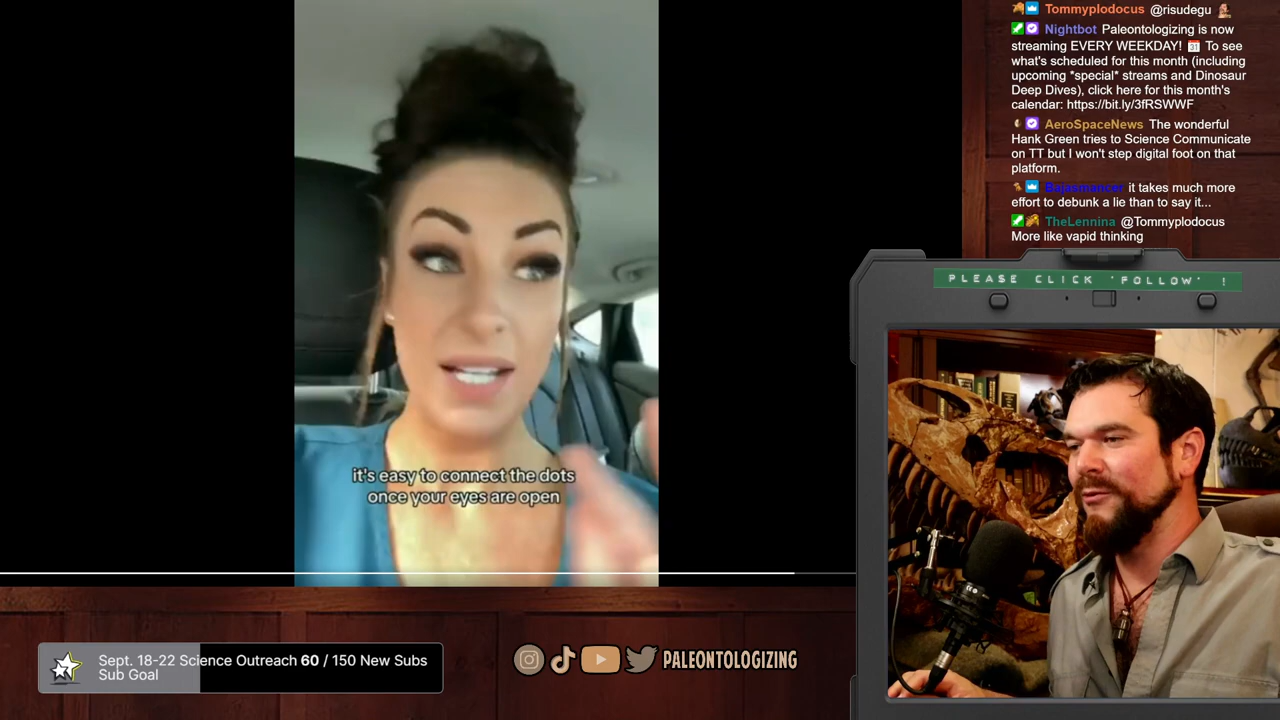 Tommyplodocus @risudegu
Nightbot Paleontologizing is now
streaming EVERY WEEKDAY! To see
what's scheduled for this month (including
upcoming *special* streams and Dinosaur
Deep Dives), click here for this month's
calendar: https://bit.ly/3fRSWWF
AeroSpaceNews The wonderful
Hank Green tries to Science Communicate
on TT but I won't step digital foot on that
platform.
Bajasmancer it takes much more
effort to debunk a lie than to say it...
TheLennina @Tommyplodocus
More like vapid thinking
PLEASE CLICK 'FOLLOW' !
it's easy to connect the dots
once your eyes are open
Sept. 18-22 Science Outreach 60 / 150 New Subs
Sub Goal
PALEONTOLOGIZING